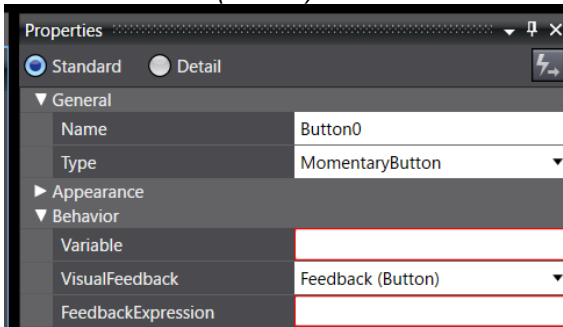 Properties
Standard Detail
General
Name Button0
Type MomentaryButton
Appearance
Behavior
Variable
VisualFeedback Feedback (Button)
FeedbackExpression